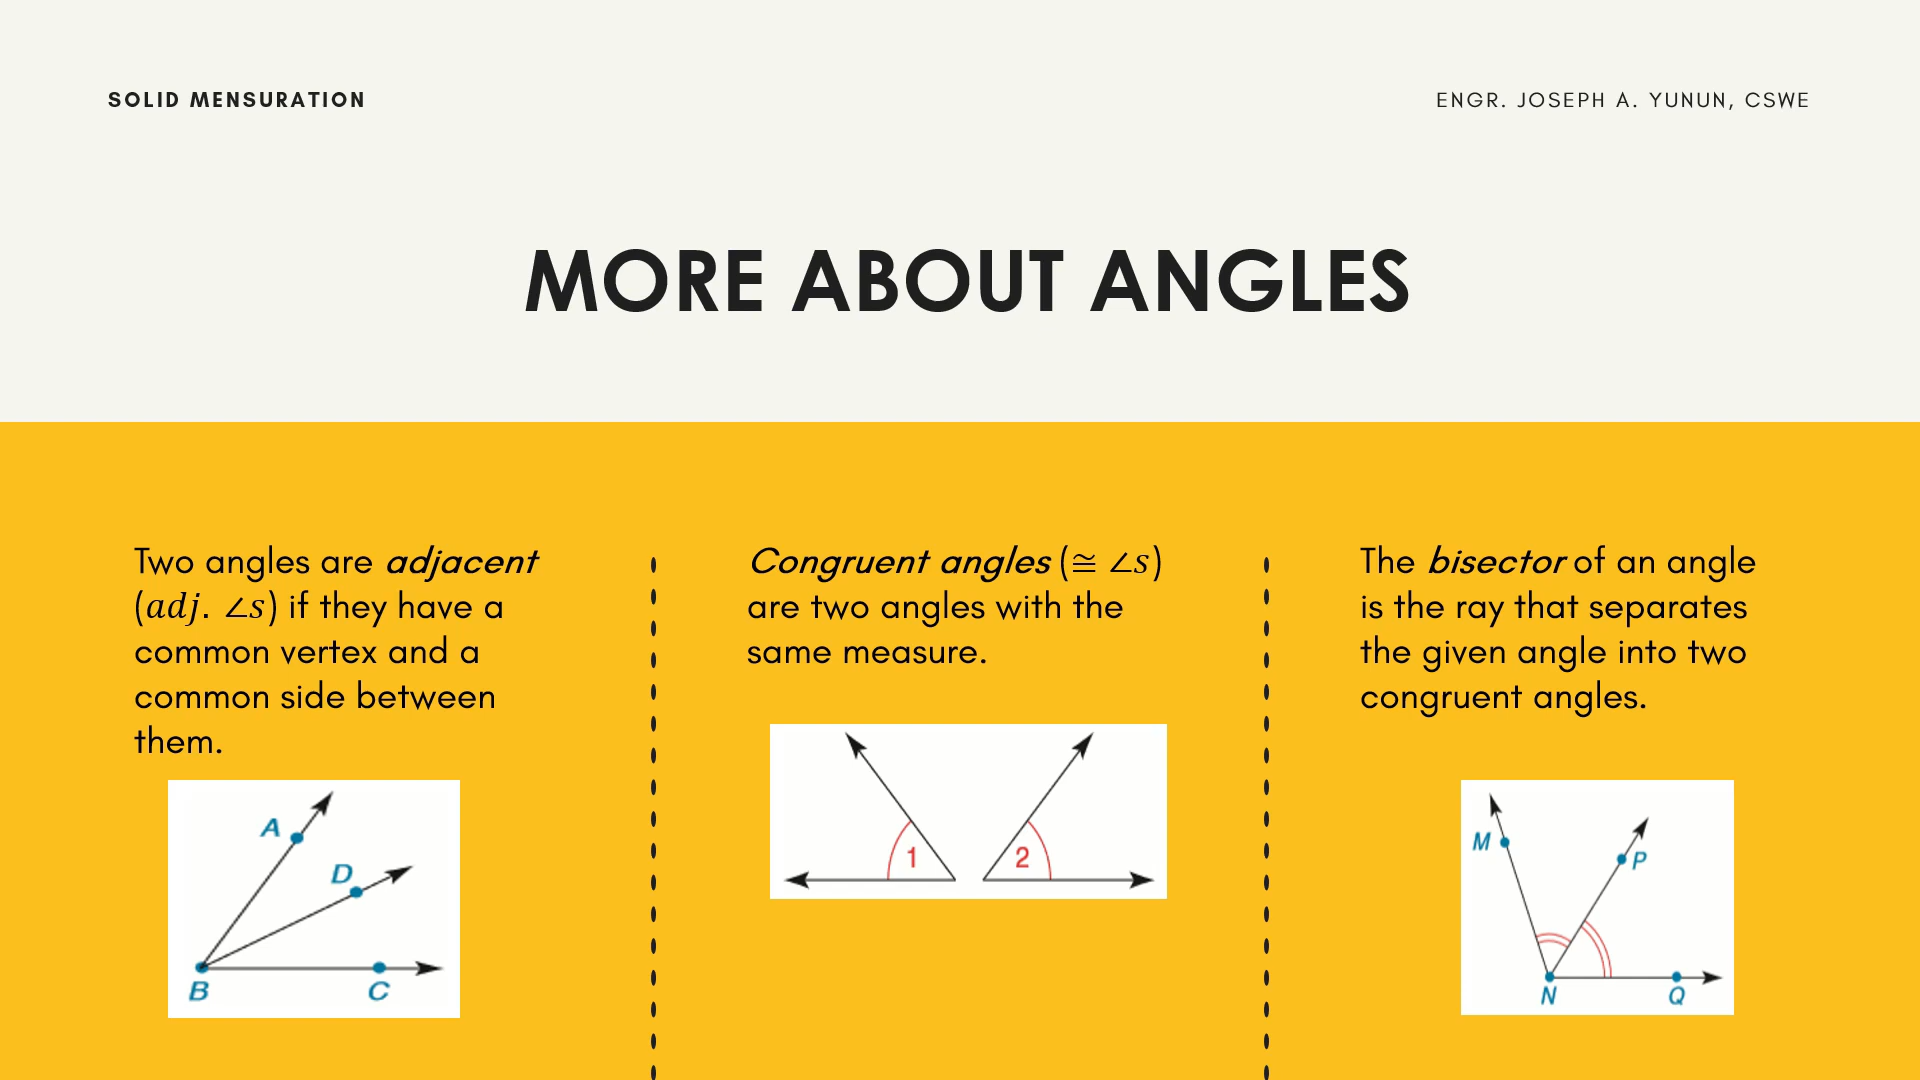 SOLID MENSURATION
ENGR. JOSEPH A. YUNUN, CSWE
MORE ABOUT ANGLES
Two angles are adjacent
(adj. ∠s) if they have a
common vertex and a
common side between
them.
A
D
B
C
Congruent angles (≅ ∠s)
are two angles with the
same measure.
1
2
The bisector of an angle
is the ray that separates
the given angle into two
congruent angles.
M
P
N
Q